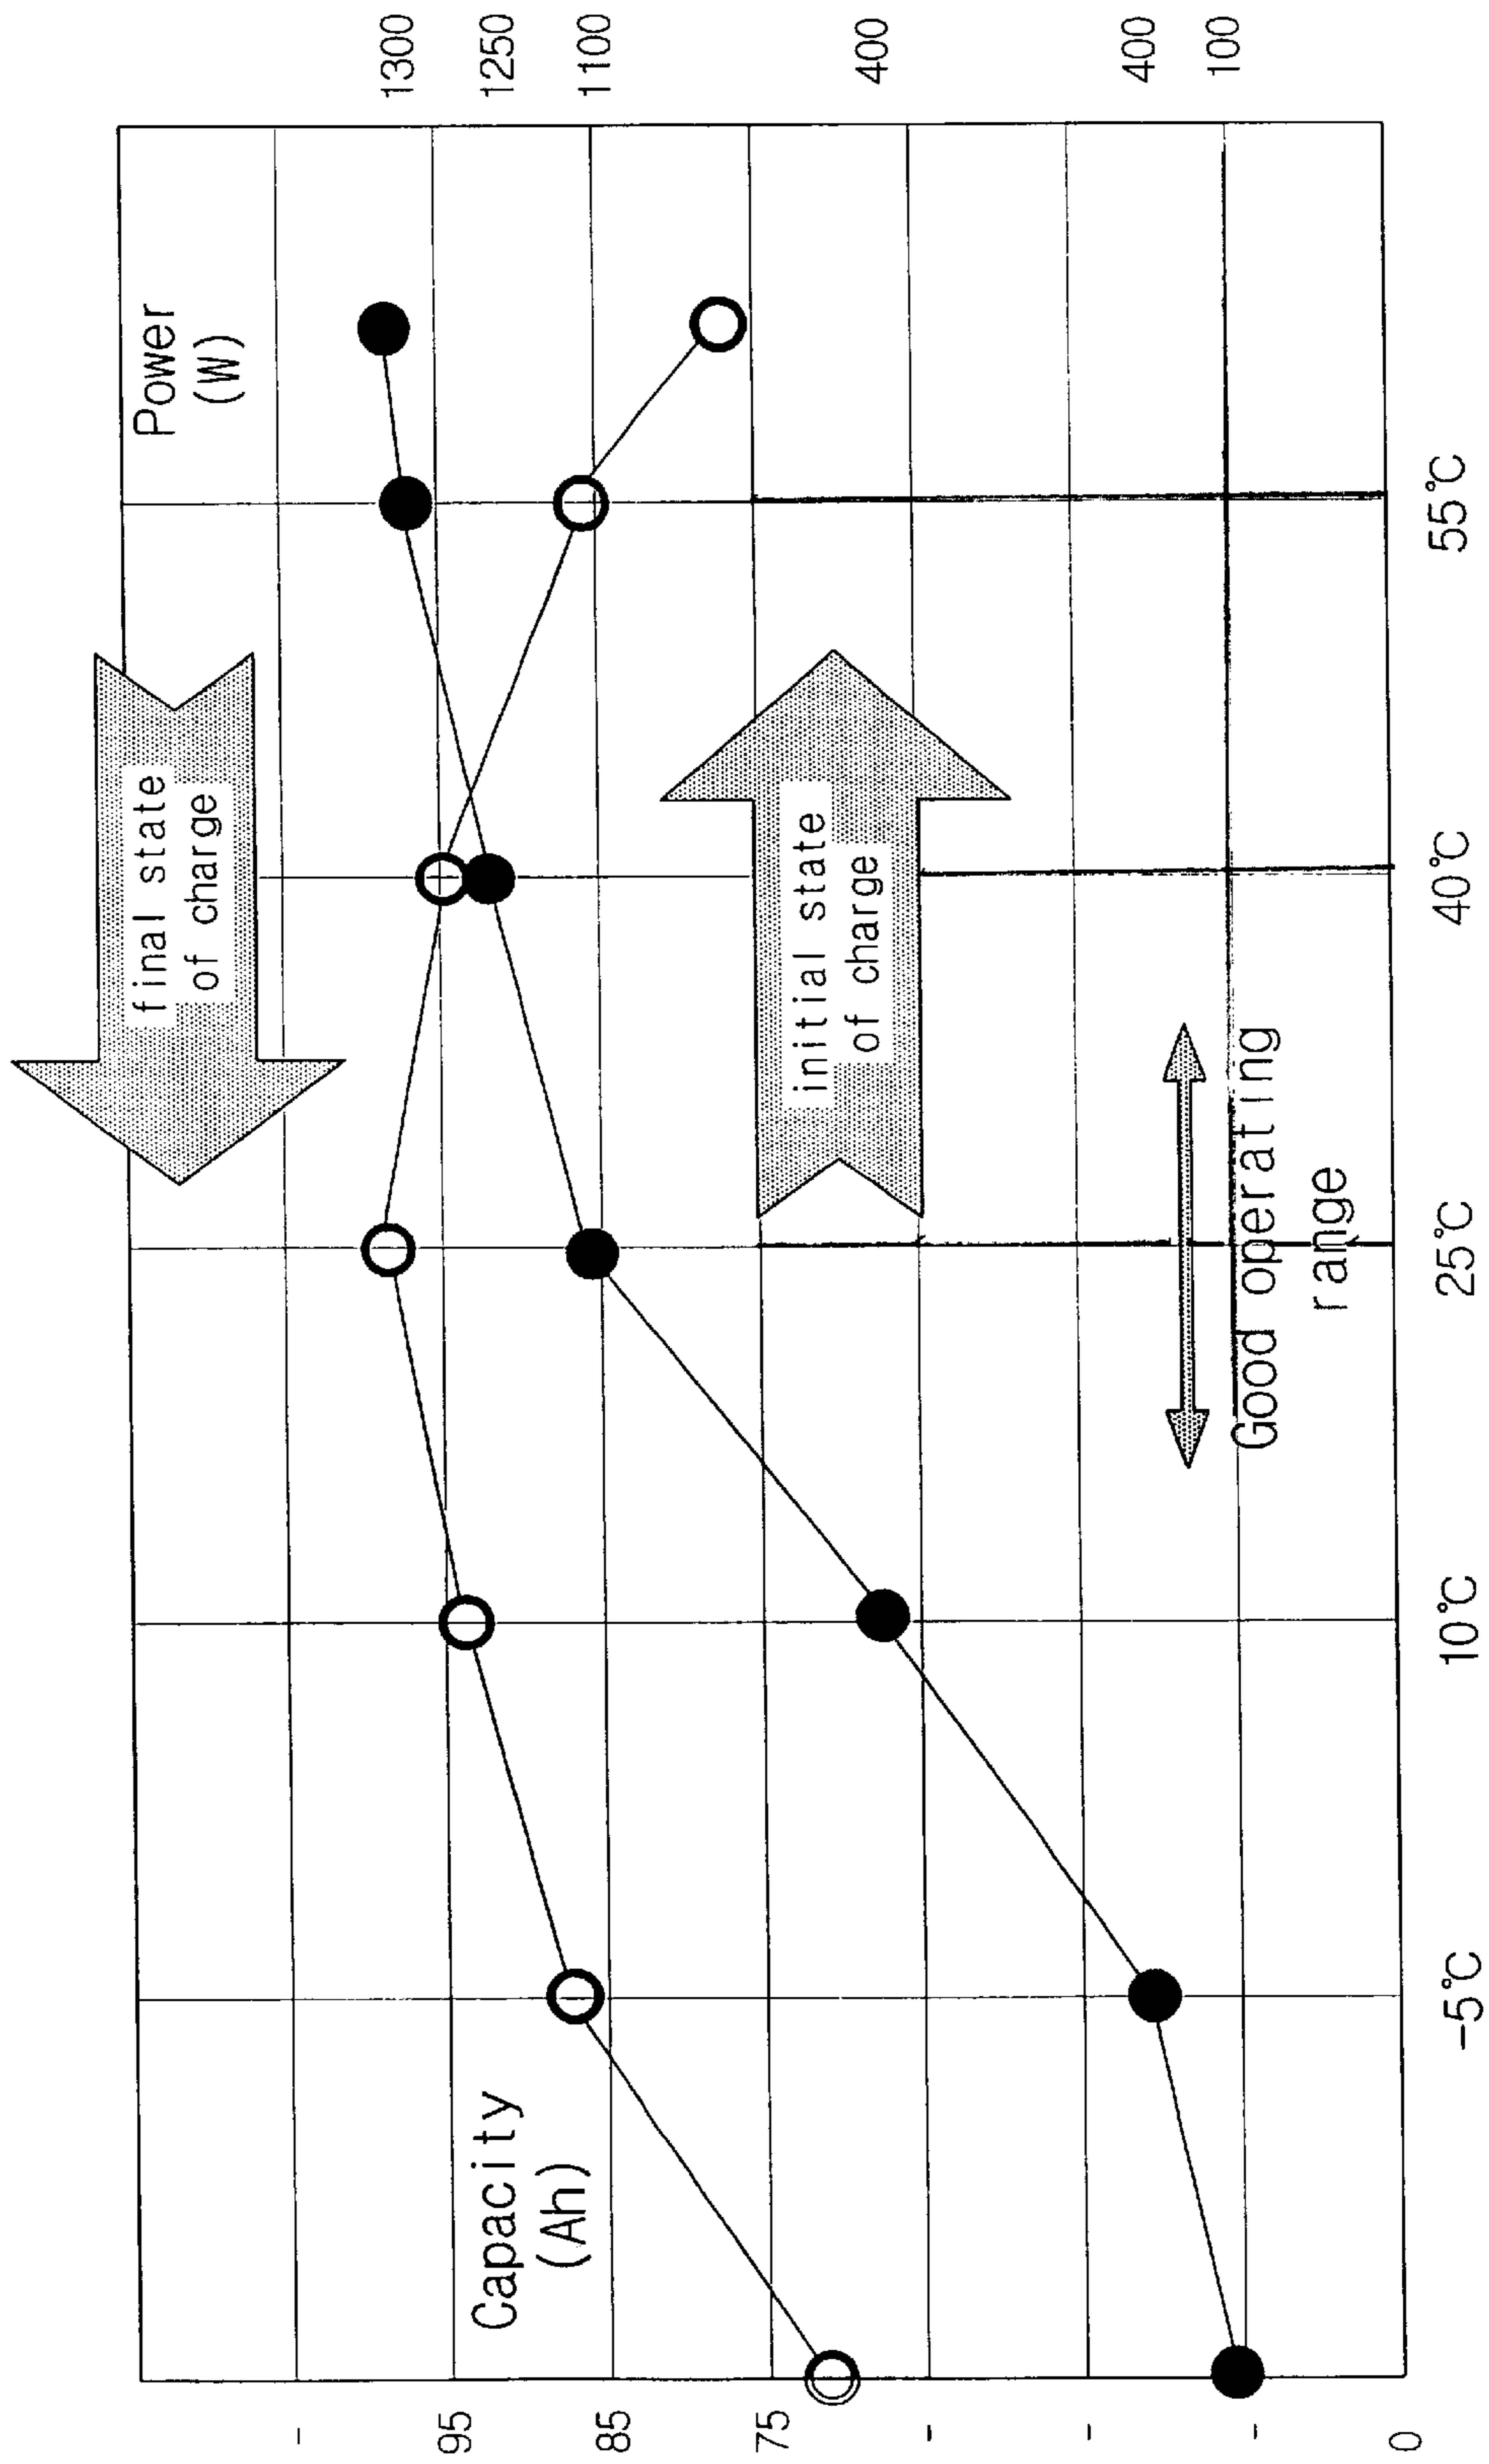 final state
of charge
Power
(W)
Capacity
(Ah)
initial state
of charge
Good operating
range
-
95
85
75
-
-
-
0
1300
1250
1100
400
400
100
-5℃
10℃
25℃
40℃
55℃